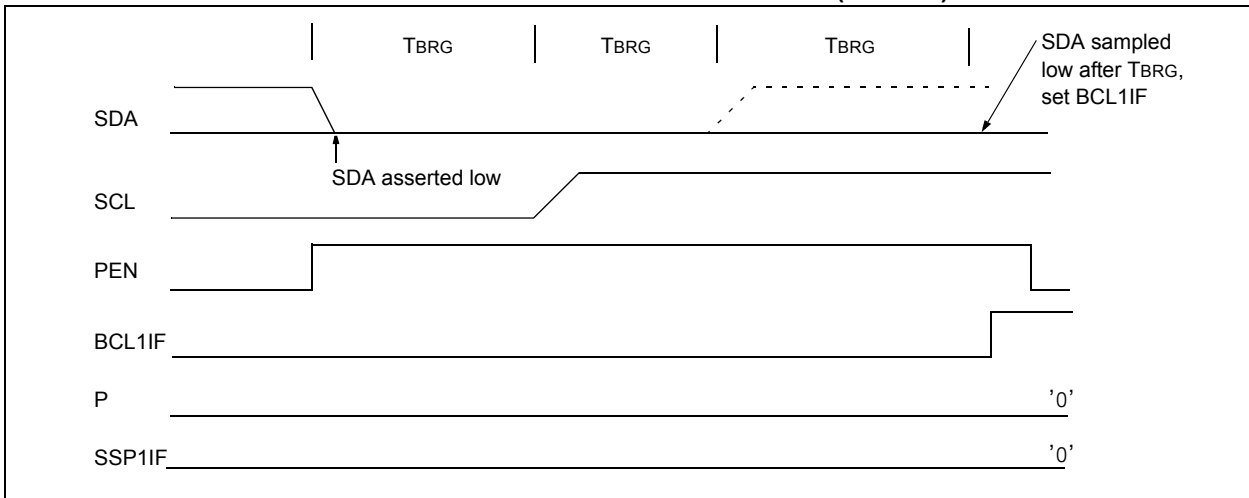 TBRG TBRG TBRG
SDA sampled
low after TBRG,
set BCL1IF
SDA
SDA asserted low
SCL
PEN
BCL1IF
P '0'
SSP1IF '0'